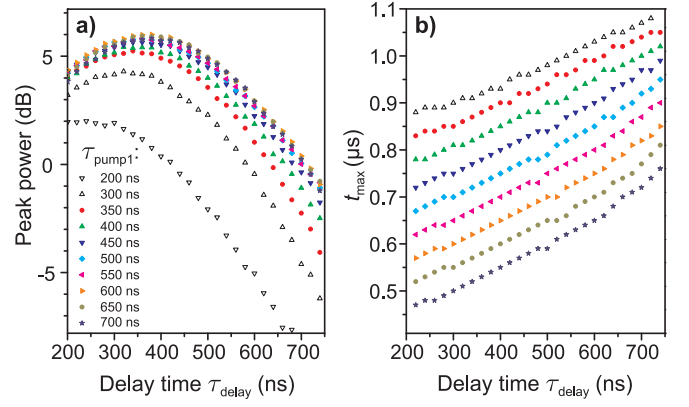 a)
5
0
-5
Peak power (dB)
τpump1:
200 ns
300 ns
350 ns
400 ns
450 ns
500 ns
550 ns
600 ns
650 ns
700 ns
200 300 400 500 600 700
Delay time τdelay (ns)
b)
1.1
1.0
0.9
0.8
0.7
0.6
0.5
tmax (μs)
200 300 400 500 600 700
Delay time τdelay (ns)